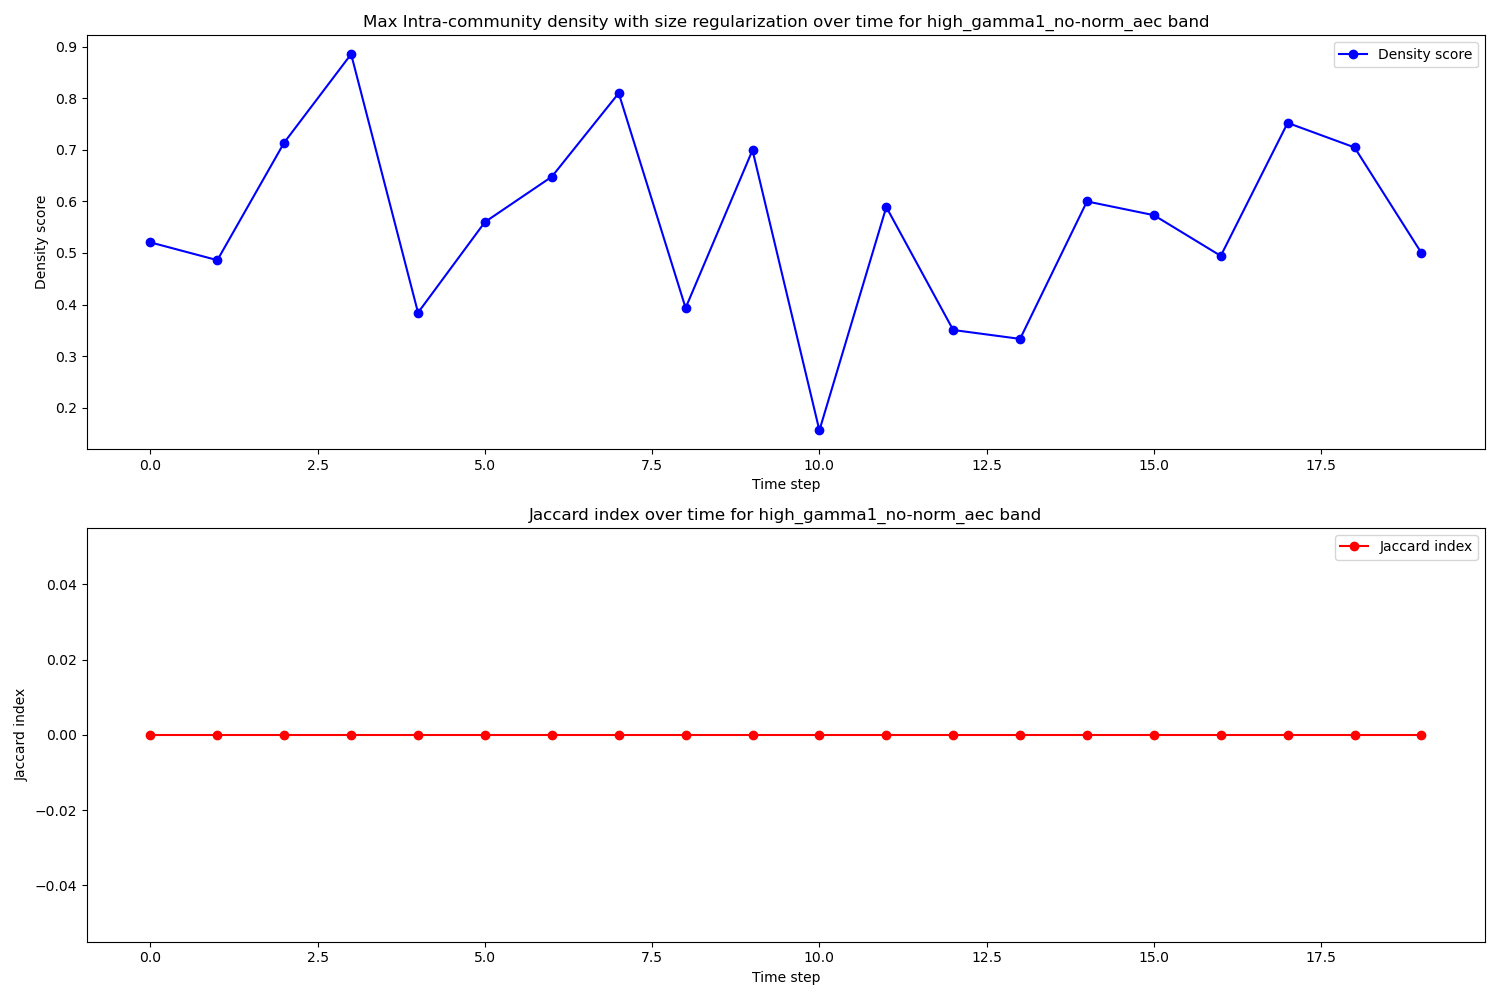 Max Intra-community density with size regularization over time for high_gamma1_no-norm_aec band
Density score
0.9
0.8
0.7
0.6
0.5
0.4
0.3
0.2
Density score
0.0 2.5 5.0 7.5 10.0 12.5 15.0 17.5
Time step
Jaccard index over time for high_gamma1_no-norm_aec band
Jaccard index
0.04
0.02
0.00
−0.02
−0.04
Jaccard index
0.0 2.5 5.0 7.5 10.0 12.5 15.0 17.5
Time step